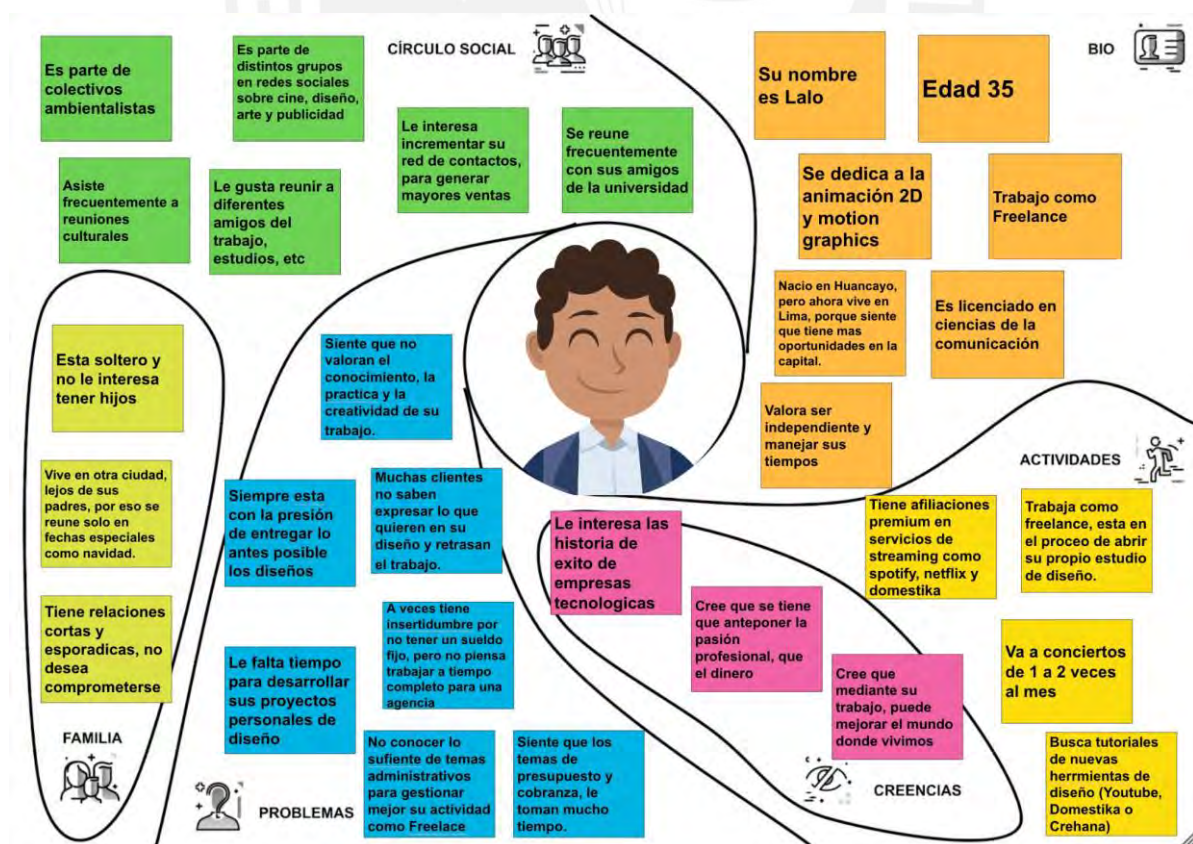 CÍRCULO SOCIAL
Es parte de
colectivos
ambientalistas
Es parte de
distintos grupos
en redes sociales
sobre cine, diseño,
arte y publicidad
Le interesa
incrementar su
red de contactos,
para generar
mayores ventas
Se reune
frecuentemente
con sus amigos
de la universidad
Asiste
frecuentemente a
reuniones
culturales
Le gusta reunir a
diferentes
amigos del
trabajo,
estudios, etc
BIO
Su nombre
es Lalo
Edad 35
Se dedica a la
animación 2D
y motion
graphics
Trabajo como
Freelance
Nacio en Huancayo,
pero ahora vive en
Lima, porque siente
que tiene mas
oportunidades en la
capital.
Es licenciado en
ciencias de la
comunicación
Valora ser
independiente y
manejar sus
tiempos
Esta soltero y
no le interesa
tener hijos
Vive en otra ciudad,
lejos de sus
padres, por eso se
reune solo en
fechas especiales
como navidad.
Tiene relaciones
cortas y
esporadicas, no
desea
comprometerse
FAMILIA
Siente que no
valoran el
conocimiento, la
practica y la
creatividad de su
trabajo.
Siempre esta
con la presión
de entregar lo
antes posible
los diseños
Muchas clientes
no saben
expresar lo que
quieren en su
diseño y retrasan
el trabajo.
A veces tiene
insertidumbre por
no tener un sueldo
fijo, pero no piensa
trabajar a tiempo
completo para una
agencia
Le falta tiempo
para desarrollar
sus proyectos
personales de
diseño
No conocer lo
sufiente de temas
administrativos
para gestionar
mejor su actividad
como Freelace
Siente que los
temas de
presupuesto y
cobranza, le
toman mucho
tiempo.
PROBLEMAS
Le interesa las
historia de
exito de
empresas
tecnologicas
Cree que se tiene
que anteponer la
pasión
profesional, que
el dinero
Cree que
mediante su
trabajo, puede
mejorar el mundo
donde vivimos
CREENCIAS
ACTIVIDADES
Tiene afiliaciones
premium en
servicios de
streaming como
spotify, netflix y
domestika
Trabaja como
freelance, esta en
el proceo de abrir
su propio estudio
de diseño.
Va a conciertos
de 1 a 2 veces
al mes
Busca tutoriales
de nuevas
herrmientas de
diseño (Youtube,
Domestika o
Crehana)